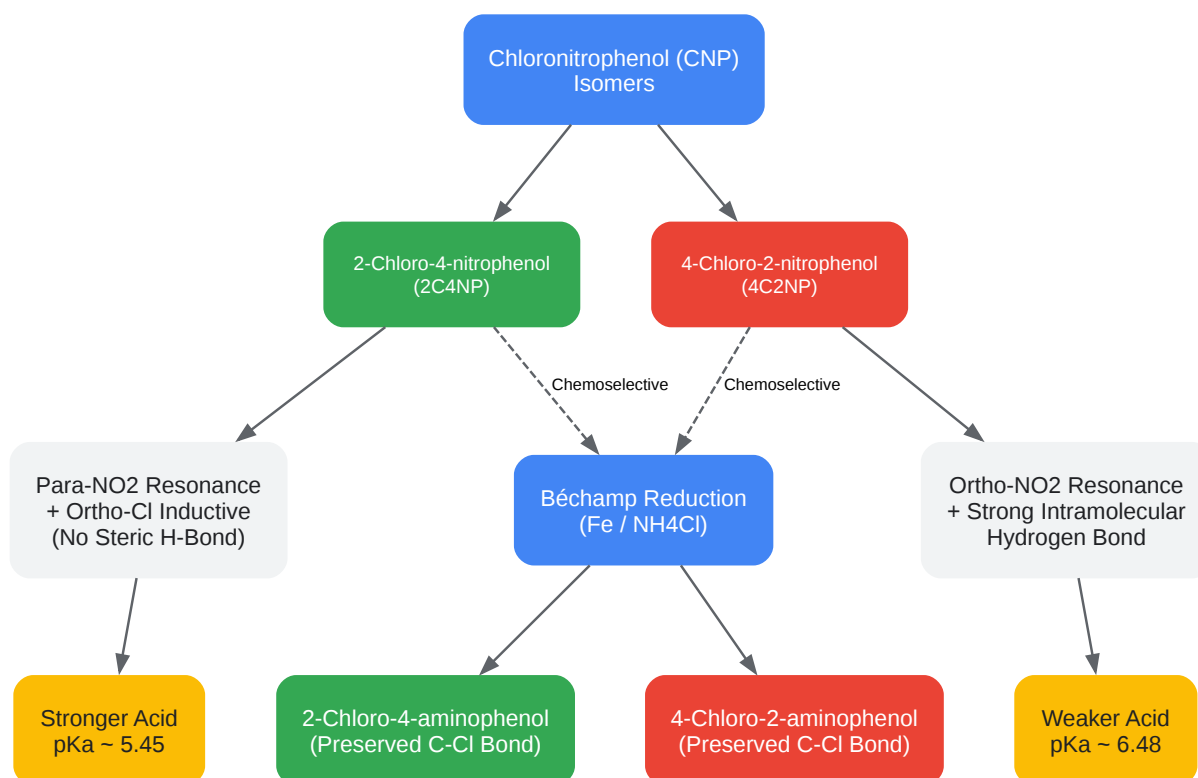 Chloronitrophenol (CNP)
Isomers
2-Chloro-4-nitrophenol
(2C4NP)
4-Chloro-2-nitrophenol
(4C2NP)
Chemoselective
Chemoselective
Para-NO2 Resonance
+ Ortho-Cl Inductive
(No Steric H-Bond)
Béchamp Reduction
(Fe / NH4Cl)
Ortho-NO2 Resonance
+ Strong Intramolecular
Hydrogen Bond
Stronger Acid
pKa ~ 5.45
2-Chloro-4-aminophenol
(Preserved C-Cl Bond)
4-Chloro-2-aminophenol
(Preserved C-Cl Bond)
Weaker Acid
pKa ~ 6.48